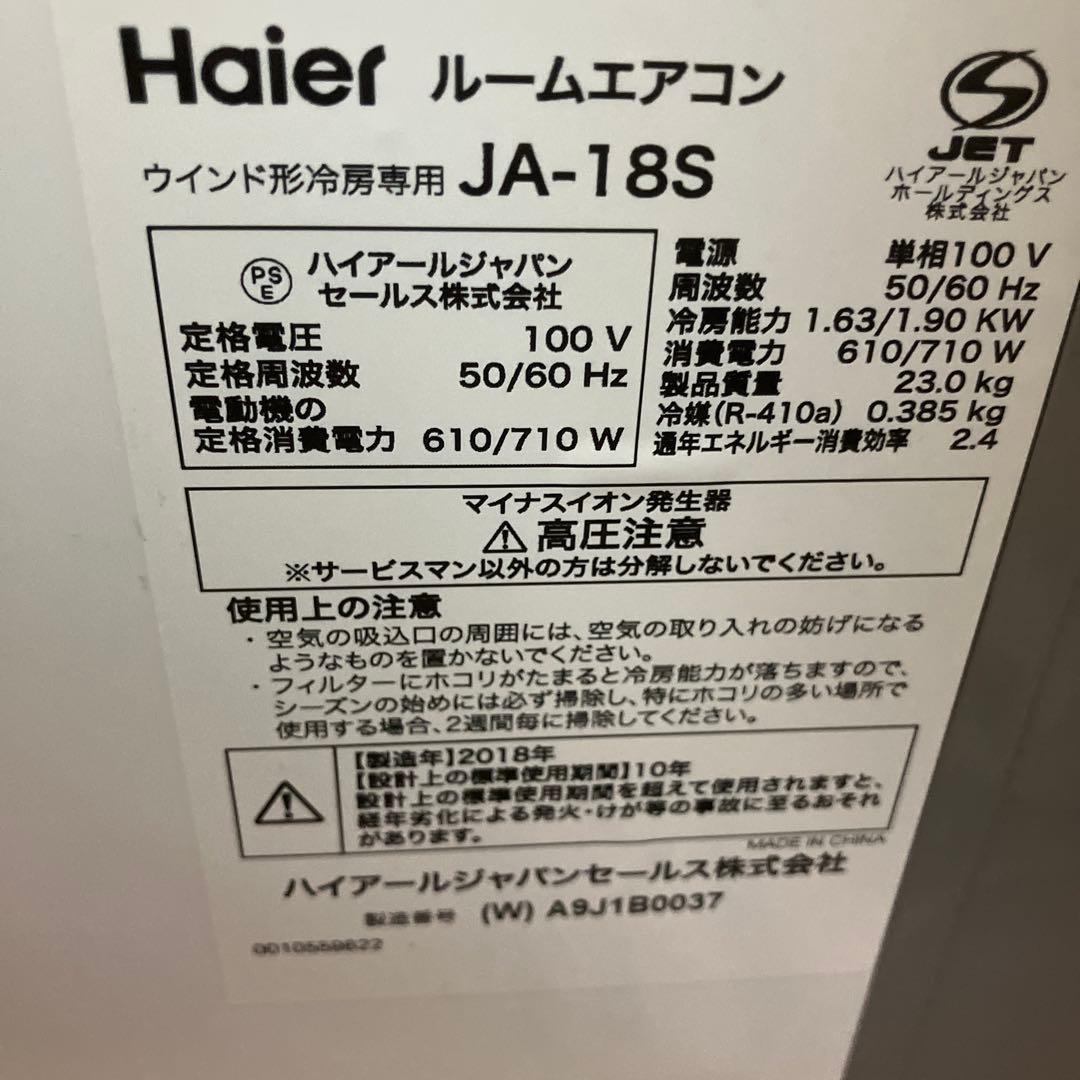 Haier ルームエアコン
ウインド形冷房専用 JA-18S
JET
ハイアールジャパン
ホールディングス
株式会社
PSE ハイアールジャパン
セールス株式会社
定格電圧 100 V
定格周波数 50/60 Hz
電動機の
定格消費電力 610/710 W
電源 単相100 V
周波数 50/60 Hz
冷房能力 1.63/1.90 KW
消費電力 610/710 W
製品質量 23.0 kg
冷媒(R-410a) 0.385 kg
通年エネルギー消費効率 2.4
マイナスイオン発生器
⚠高圧注意
※サービスマン以外の方は分解しないでください。
使用上の注意
・空気の吸込口の周囲には、空気の取り入れの妨げになる
ようなものを置かないでください。
・フィルターにホコリがたまると冷房能力が落ちますので、
シーズンの始めには必ず掃除し、特にホコリの多い場所で
使用する場合、2週間毎に掃除してください。
【製造年】2018年
【設計上の標準使用期間】10年
設計上の標準使用期間を超えて使用されますと、
経年劣化による発火・けが等の事故に至るおそれ
があります。
MADE IN CHINA
ハイアールジャパンセールス株式会社
製造番号 (W) A9J1B0037
0010559622